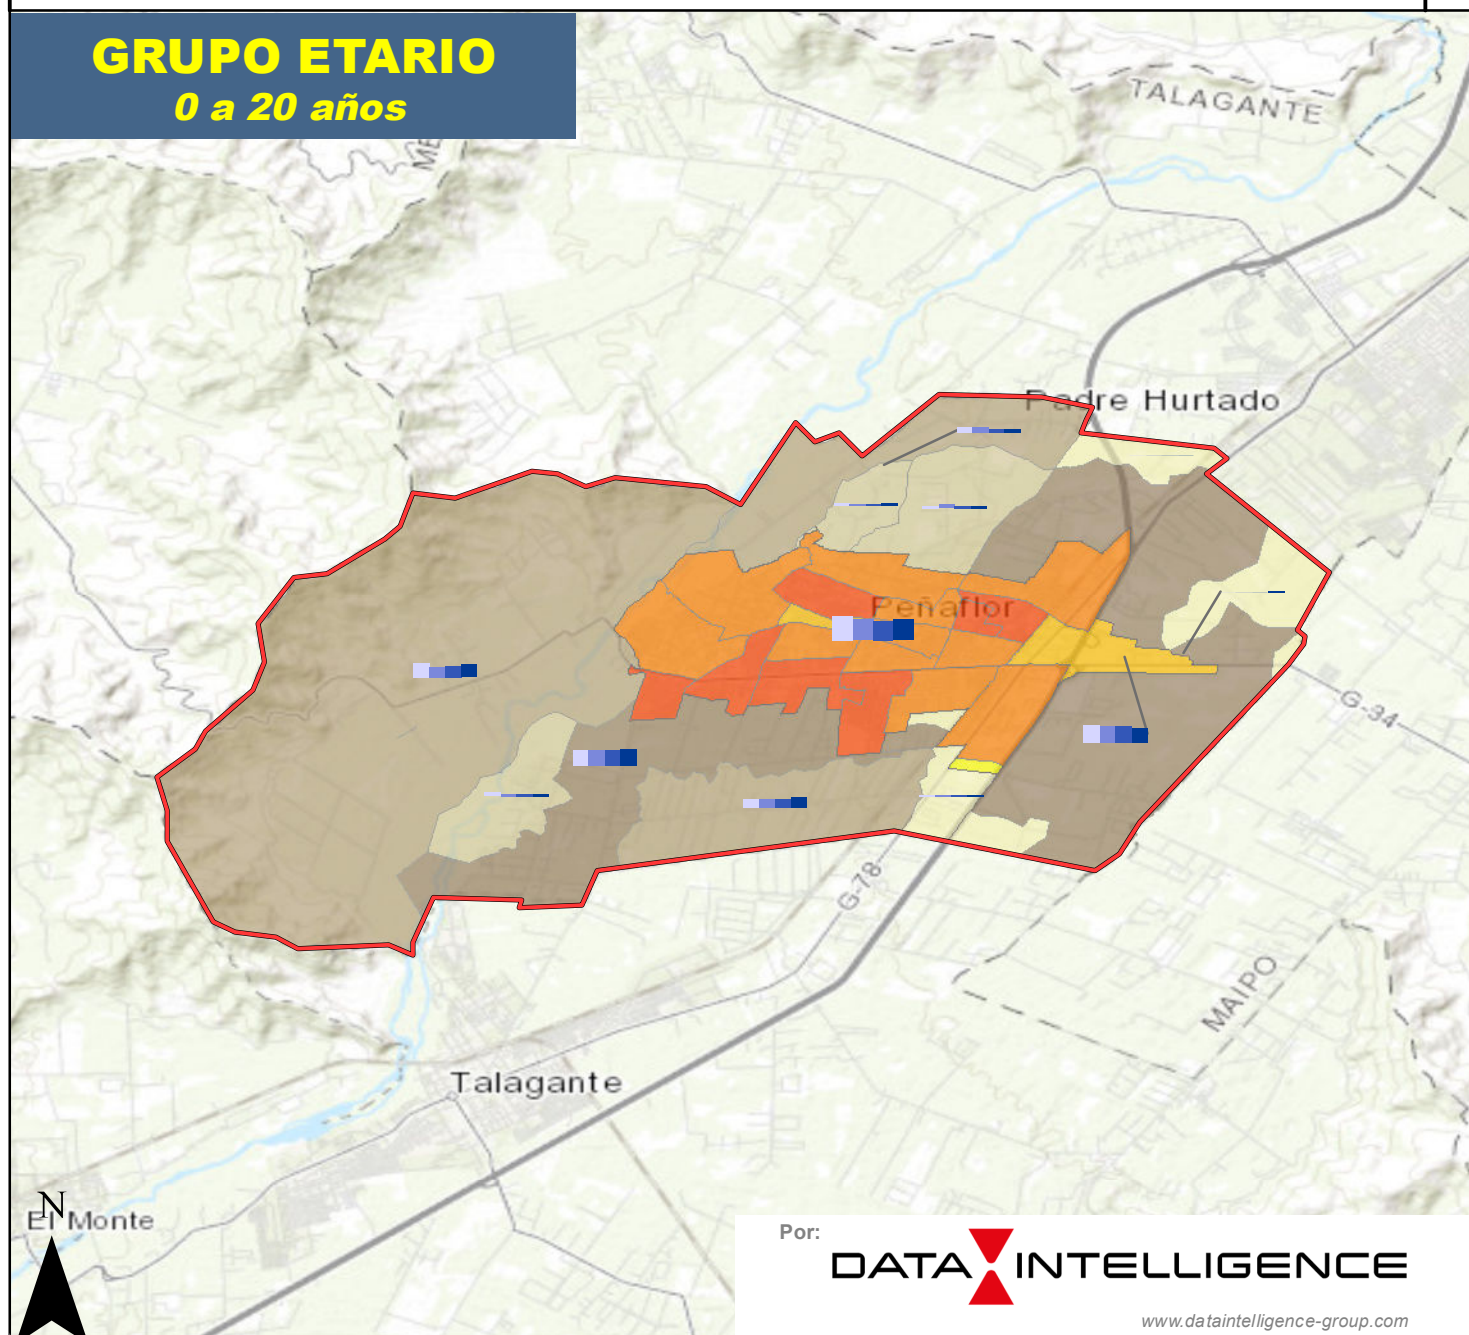 GRUPO ETARIO
0 a 20 años
TALAGANTE
Padre Hurtado
Peñaflor
G-34
G-78
MAIPO
Talagante
N
El Monte
Por:
DATA INTELLIGENCE
www.dataintelligence-group.com